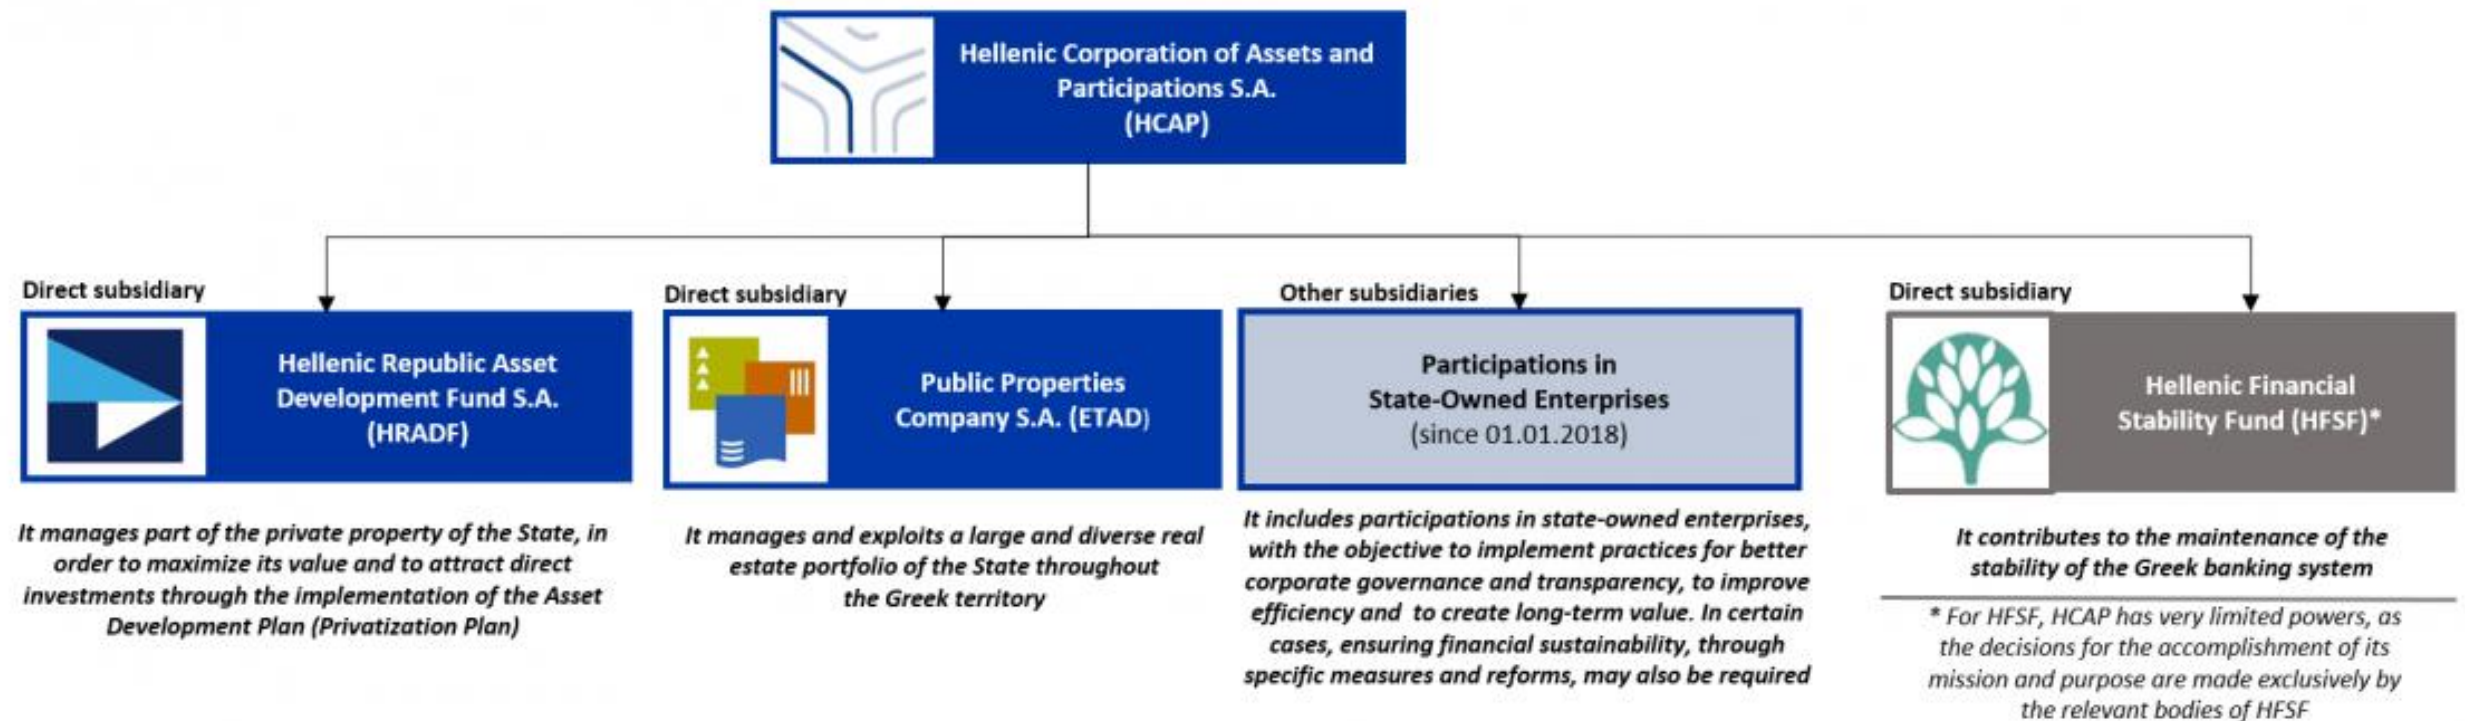 Hellenic Corporation of Assets and
Participations S.A.
(HCAP)
Direct subsidiary
Hellenic Republic Asset
Development Fund S.A.
(HRADF)
It manages part of the private property of the State, in
order to maximize its value and to attract direct
investments through the implementation of the Asset
Development Plan (Privatization Plan)
Direct subsidiary
Public Properties
Company S.A. (ETAD)
It manages and exploits a large and diverse real
estate portfolio of the State throughout
the Greek territory
Other subsidiaries
Participations in
State-Owned Enterprises
(since 01.01.2018)
It includes participations in state-owned enterprises,
with the objective to implement practices for better
corporate governance and transparency, to improve
efficiency and to create long-term value. In certain
cases, ensuring financial sustainability, through
specific measures and reforms, may also be required
Direct subsidiary
Hellenic Financial
Stability Fund (HFSF)*
It contributes to the maintenance of the
stability of the Greek banking system
* For HFSF, HCAP has very limited powers, as
the decisions for the accomplishment of its
mission and purpose are made exclusively by
the relevant bodies of HFSF